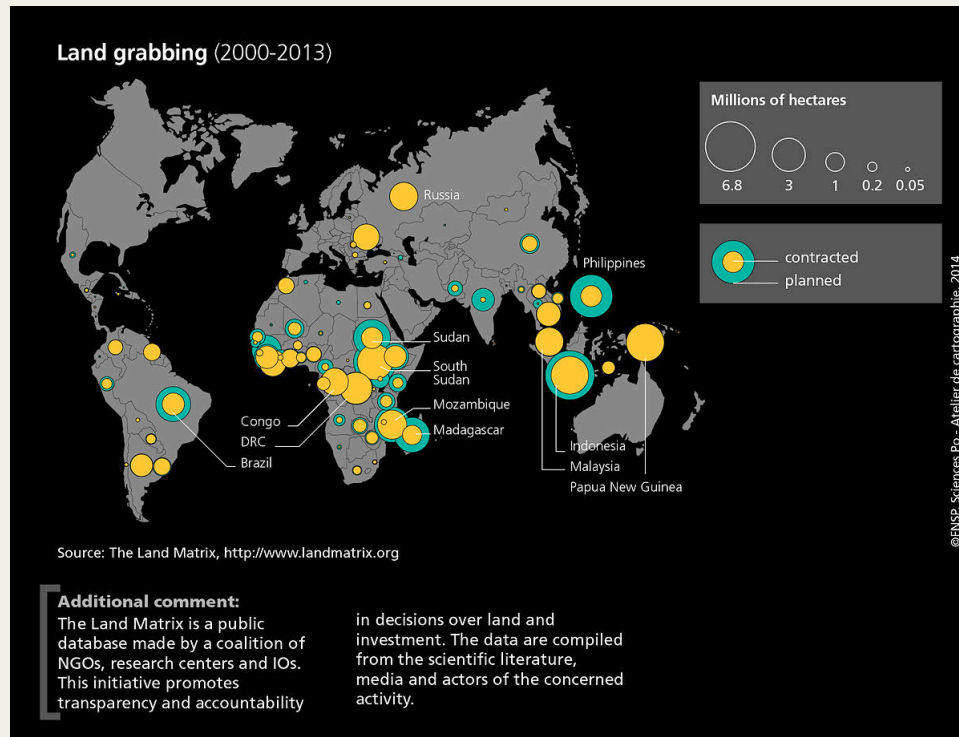 Land grabbing (2000-2013)
Millions of hectares
6.8
3
1
0.2
0.05
contracted
planned
Russia
Philippines
Sudan
South
Sudan
Mozambique
Madagascar
Congo
DRC
Brazil
Indonesia
Malaysia
Papua New Guinea
©FNSP. Sciences Po - Atelier de cartographie, 2014
Source: The Land Matrix, http://www.landmatrix.org
Additional comment:
The Land Matrix is a public
database made by a coalition of
NGOs, research centers and IOs.
This initiative promotes
transparency and accountability
in decisions over land and
investment. The data are compiled
from the scientific literature,
media and actors of the concerned
activity.